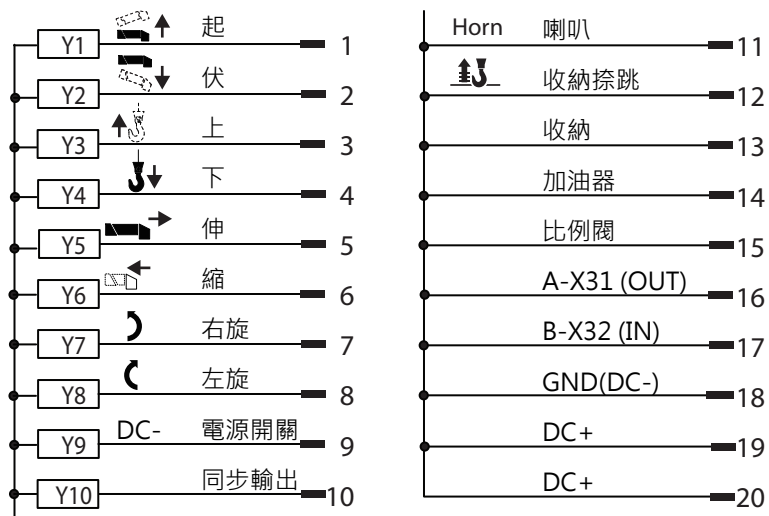 Y1 起 1
Y2 伏 2
Y3 上 3
Y4 下 4
Y5 伸 5
Y6 縮 6
Y7 右旋 7
Y8 左旋 8
Y9 DC- 電源開關 9
Y10 同步輸出 10
Horn 喇叭 11
收納捺跳 12
收納 13
加油器 14
比例閥 15
A-X31 (OUT) 16
B-X32 (IN) 17
GND(DC-) 18
DC+ 19
DC+ 20